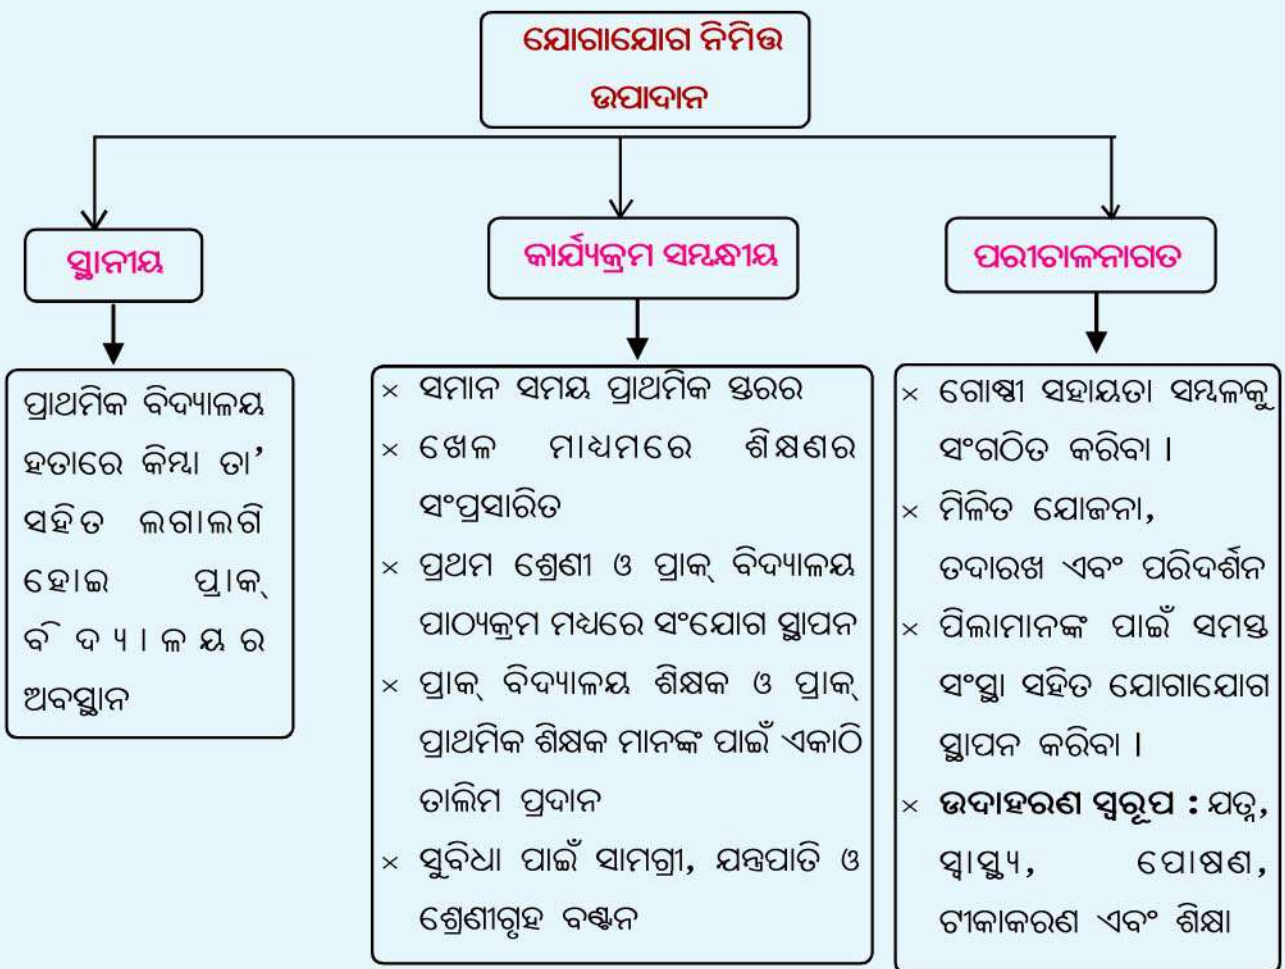 ଯୋଗାଯୋଗ ନିମିତ୍ତ
ଉପାଦାନ
ସ୍ଥାନୀୟ
ପ୍ରାଥମିକ ବିଦ୍ୟାଳୟ
ହତାରେ କିମ୍ବା ତା’
ସହିତ ଲଗାଲଗି
ହୋଇ ପ୍ରାକ୍
ବିଦ୍ୟାଳୟର
ଅବସ୍ଥାନ
କାର୍ଯ୍ୟକ୍ରମ ସମ୍ବନ୍ଧୀୟ
× ସମାନ ସମୟ ପ୍ରାଥମିକ ସ୍ତରର
× ଖେଳ ମାଧ୍ୟମରେ ଶିକ୍ଷଣର
ସଂପ୍ରସାରିତ
× ପ୍ରଥମ ଶ୍ରେଣୀ ଓ ପ୍ରାକ୍ ବିଦ୍ୟାଳୟ
ପାଠ୍ୟକ୍ରମ ମଧ୍ୟରେ ସଂଯୋଗ ସ୍ଥାପନ
× ପ୍ରାକ୍ ବିଦ୍ୟାଳୟ ଶିକ୍ଷକ ଓ ପ୍ରାକ୍
ପ୍ରାଥମିକ ଶିକ୍ଷକ ମାନଙ୍କ ପାଇଁ ଏକାଠି
ତାଲିମ ପ୍ରଦାନ
× ସୁବିଧା ପାଇଁ ସାମଗ୍ରୀ, ଯନ୍ତ୍ରପାତି ଓ
ଶ୍ରେଣୀଗୃହ ବଣ୍ଟନ
ପରୀଚାଳନାଗତ
× ଗୋଷ୍ଠୀ ସହାୟତା ସମ୍ବଳକୁ
ସଂଗଠିତ କରିବା ।
× ମିଳିତ ଯୋଜନା,
ତଦାରଖ ଏବଂ ପରିଦର୍ଶନ
× ପିଲାମାନଙ୍କ ପାଇଁ ସମସ୍ତ
ସଂସ୍ଥା ସହିତ ଯୋଗାଯୋଗ
ସ୍ଥାପନ କରିବା ।
× ଉଦାହରଣ ସ୍ୱରୂପ : ଯତ୍ନ,
ସ୍ୱାସ୍ଥ୍ୟ, ପୋଷଣ,
ଟୀକାକରଣ ଏବଂ ଶିକ୍ଷା